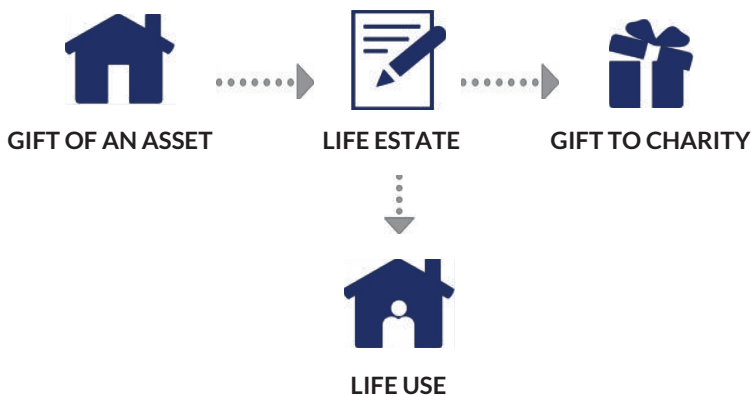 GIFT OF AN ASSET
LIFE ESTATE
GIFT TO CHARITY
LIFE USE